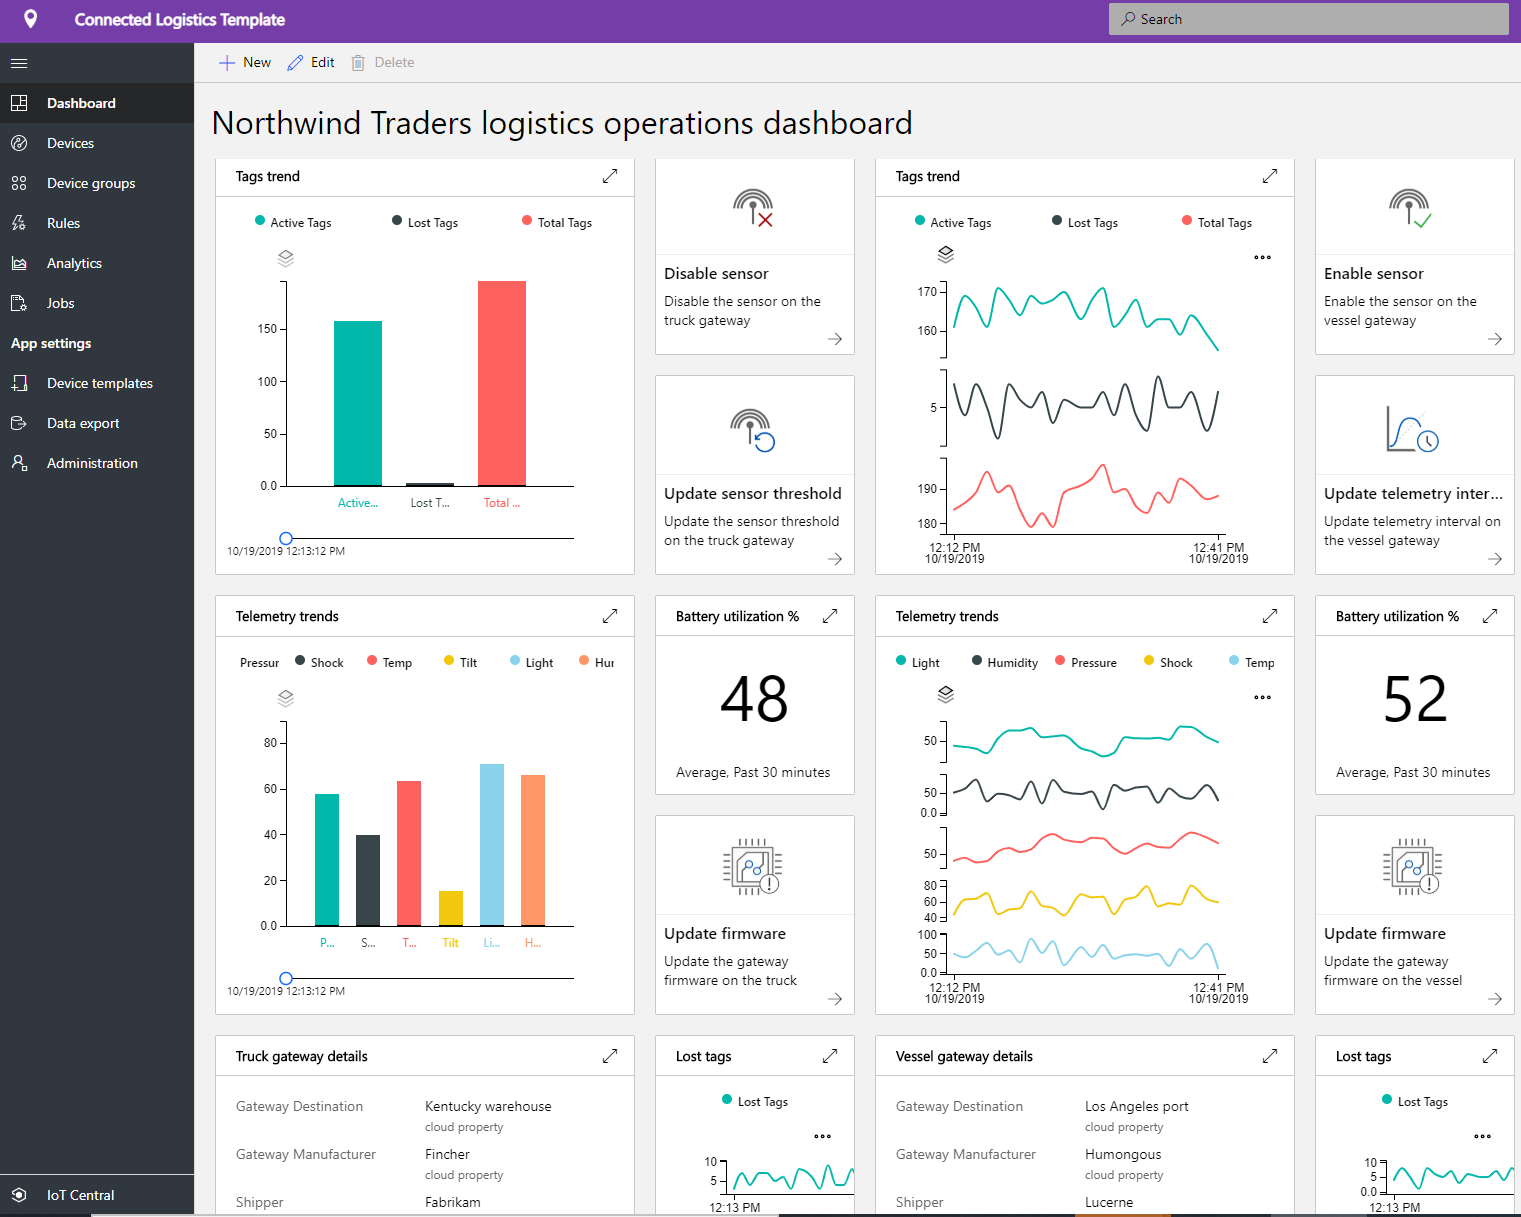 Connected Logistics Template
Search
New Edit Delete
Dashboard
Devices
Device groups
Rules
Analytics
Jobs
App settings
Device templates
Data export
Administration
IoT Central
Northwind Traders logistics operations dashboard
Tags trend
Active Tags Lost Tags Total Tags
150
100
50
0.0
Active... Lost T... Total ...
10/19/2019 12:13:12 PM
Disable sensor
Disable the sensor on the
truck gateway
Update sensor threshold
Update the sensor threshold
on the truck gateway
Tags trend
Active Tags Lost Tags Total Tags
170
160
5
190
180
12:12 PM 12:41 PM
10/19/2019 10/19/2019
Enable sensor
Enable the sensor on the
vessel gateway
Update telemetry inter...
Update telemetry interval on
the vessel gateway
Telemetry trends
Pressur Shock Temp Tilt Light Hur
80
60
40
20
0.0
P... S... T... Tilt Li... H...
10/19/2019 12:13:12 PM
Battery utilization %
48
Average, Past 30 minutes
Update firmware
Update the gateway
firmware on the truck
Telemetry trends
Light Humidity Pressure Shock Temp
50
50
0.0
50
80
60
40
100
50
0.0
12:12 PM 12:41 PM
10/19/2019 10/19/2019
Battery utilization %
52
Average, Past 30 minutes
Update firmware
Update the gateway
firmware on the vessel
Truck gateway details
Gateway Destination Kentucky warehouse
cloud property
Gateway Manufacturer Fincher
cloud property
Shipper Fabrikam
Lost tags
Lost Tags
10
5
12:13 PM
Vessel gateway details
Gateway Destination Los Angeles port
cloud property
Gateway Manufacturer Humongous
cloud property
Shipper Lucerne
Lost tags
Lost Tags
10
5
0.0
12:13 PM